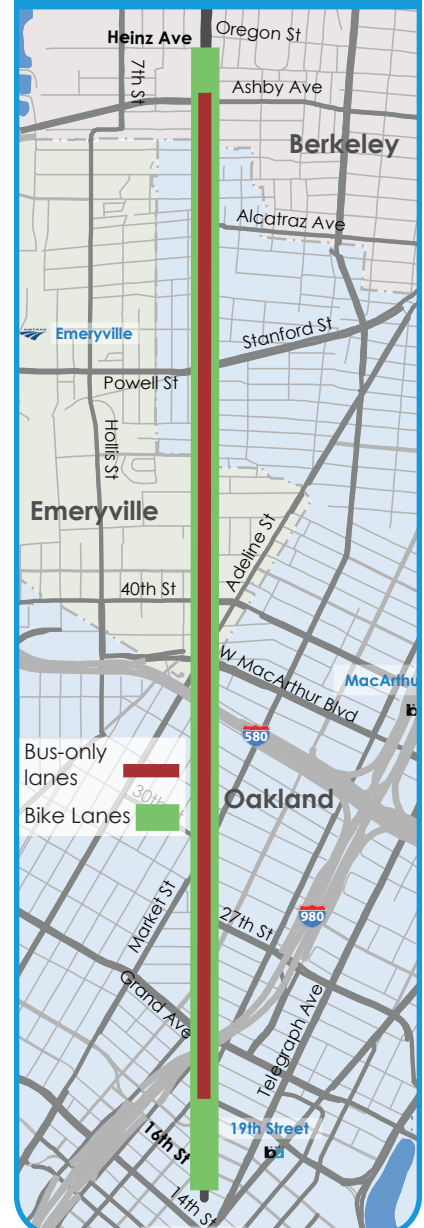 Oregon St
Heinz Ave
7th St
Ashby Ave
Berkeley
Alcatraz Ave
Stanford St
Emeryville
Powell St
Hollis St
Emeryville
Adeline St
40th St
W MacArthur Blvd
MacArthu
580
Bus-only
lanes
30th
Oakland
Bike Lanes
Market St
27th St
980
Grand Ave
Telegraph Ave
19th Street
16th St
14th St